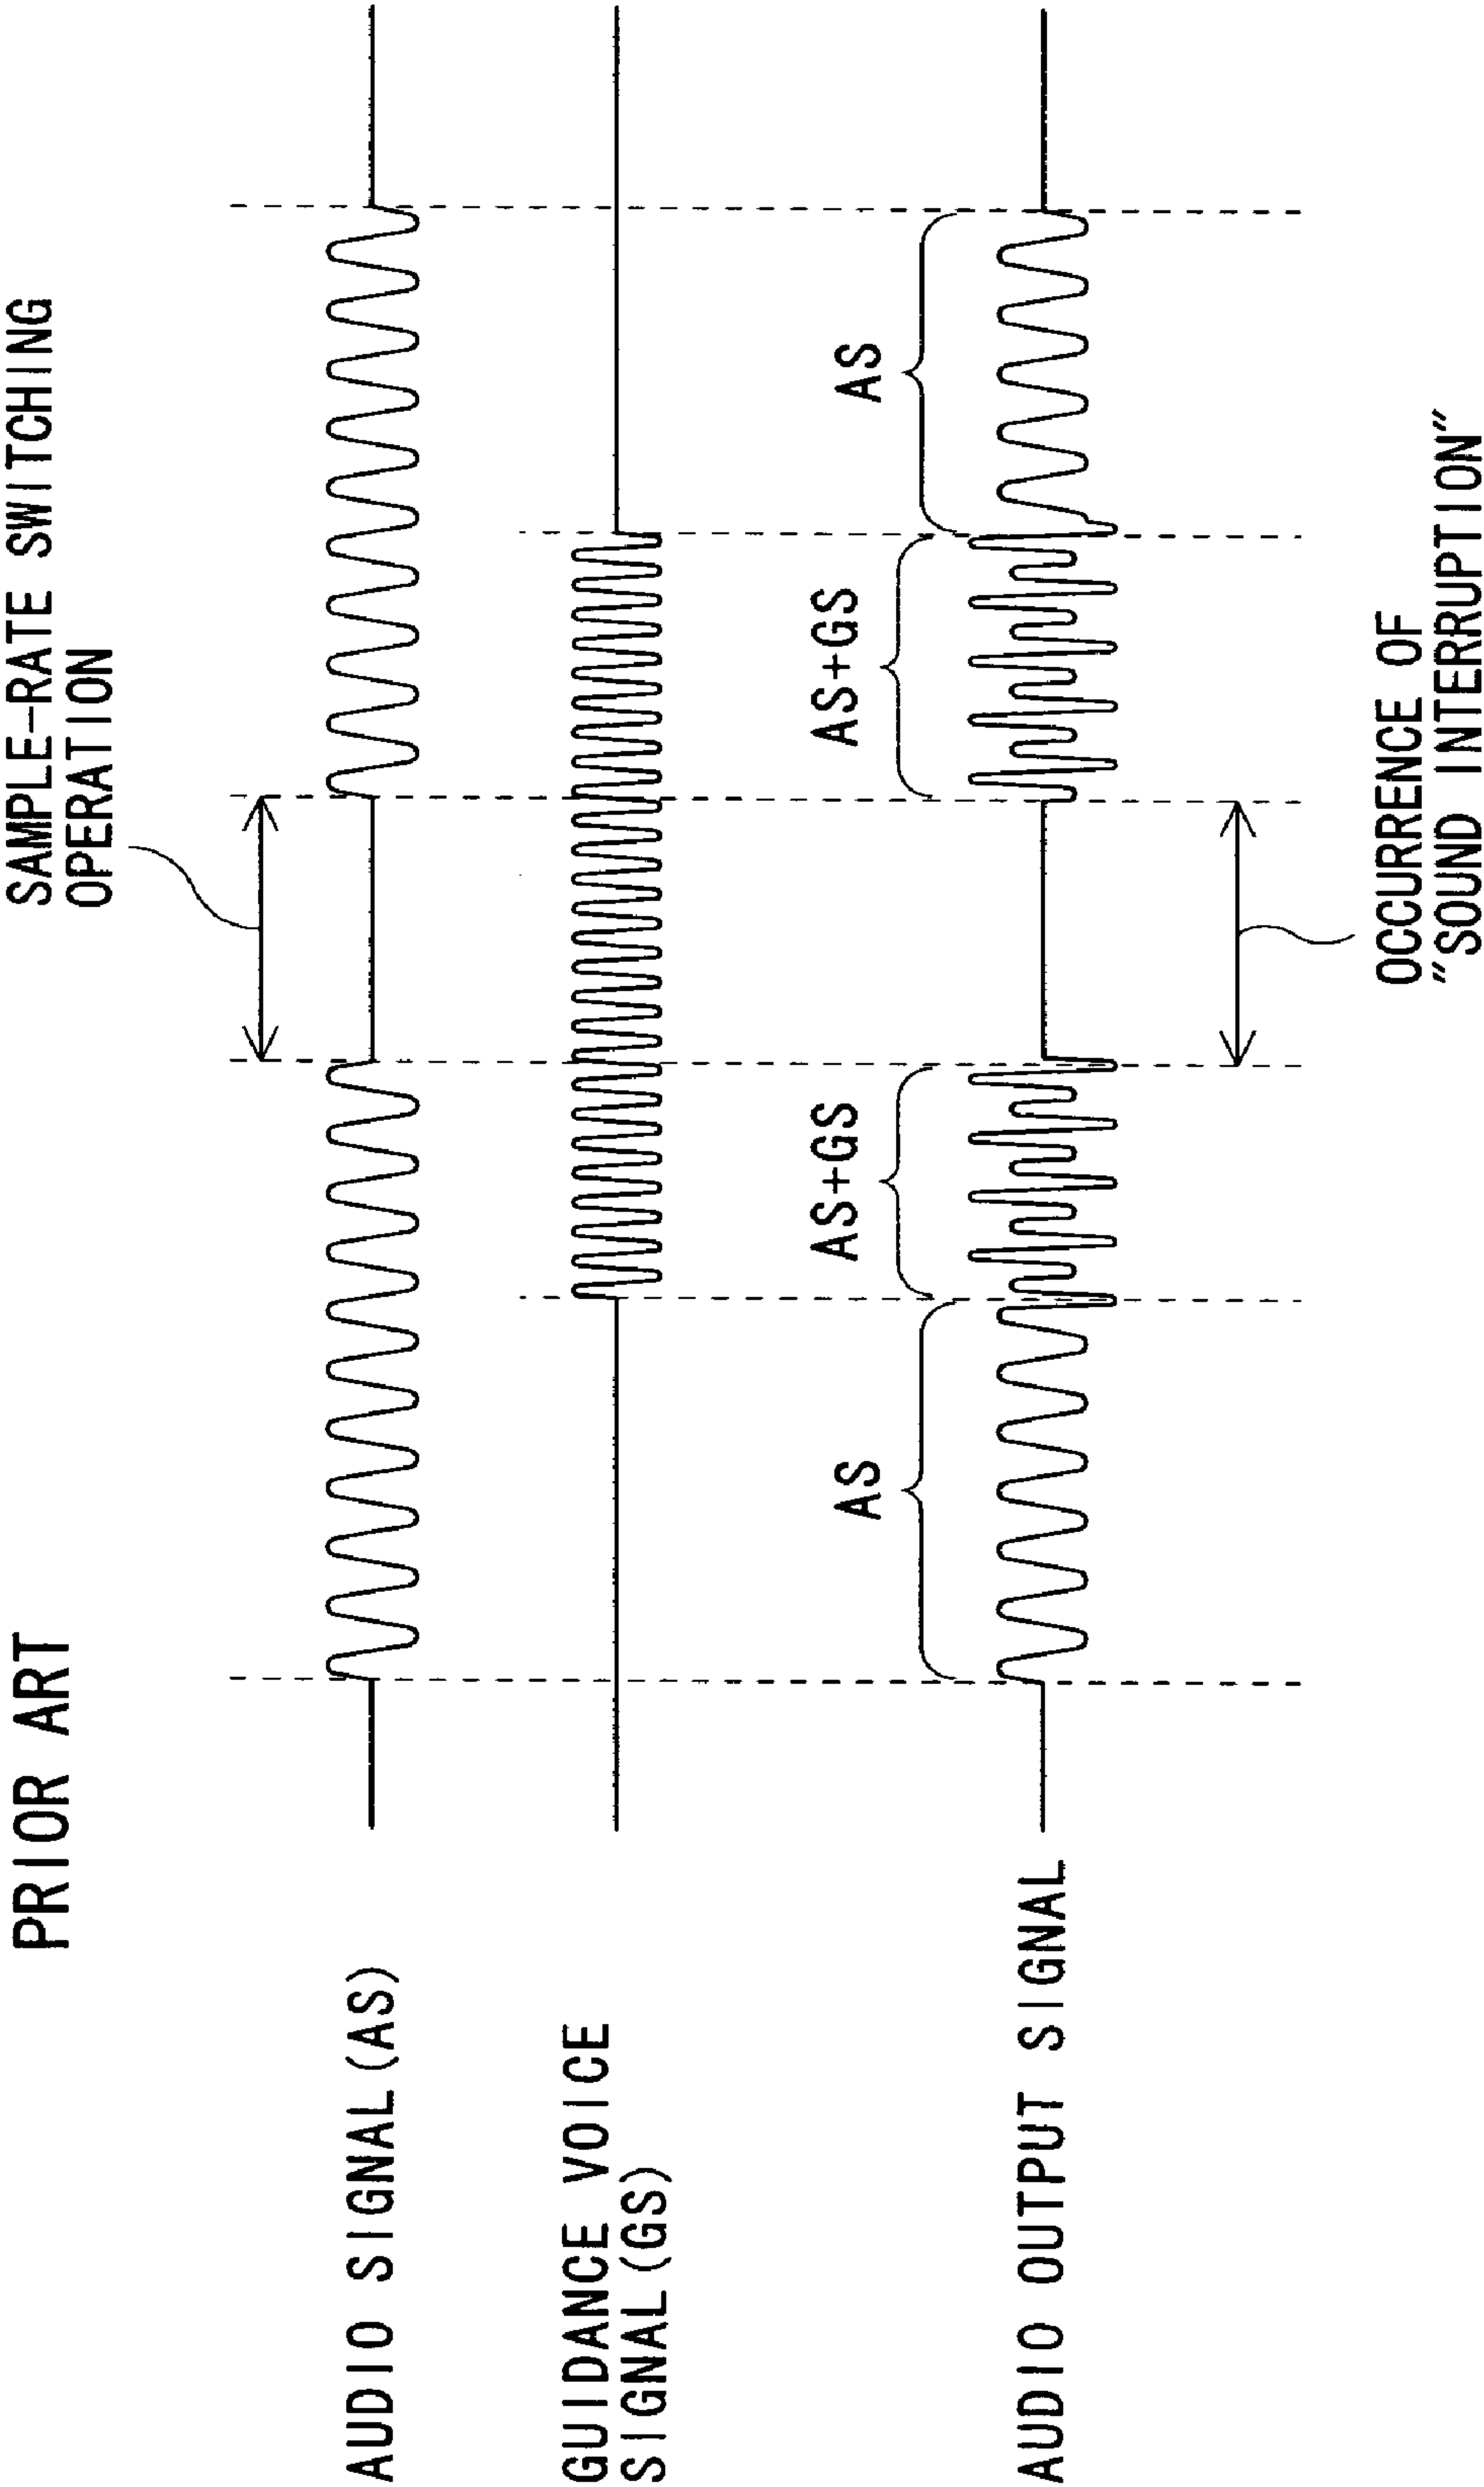 PRIOR ART
SAMPLE-RATE SWITCHING
OPERATION
AUDIO SIGNAL(AS)
GUIDANCE VOICE
SIGNAL(GS)
AS
AS+GS
AS+GS
AS
AUDIO OUTPUT SIGNAL
OCCURRENCE OF
"SOUND INTERRUPTION"